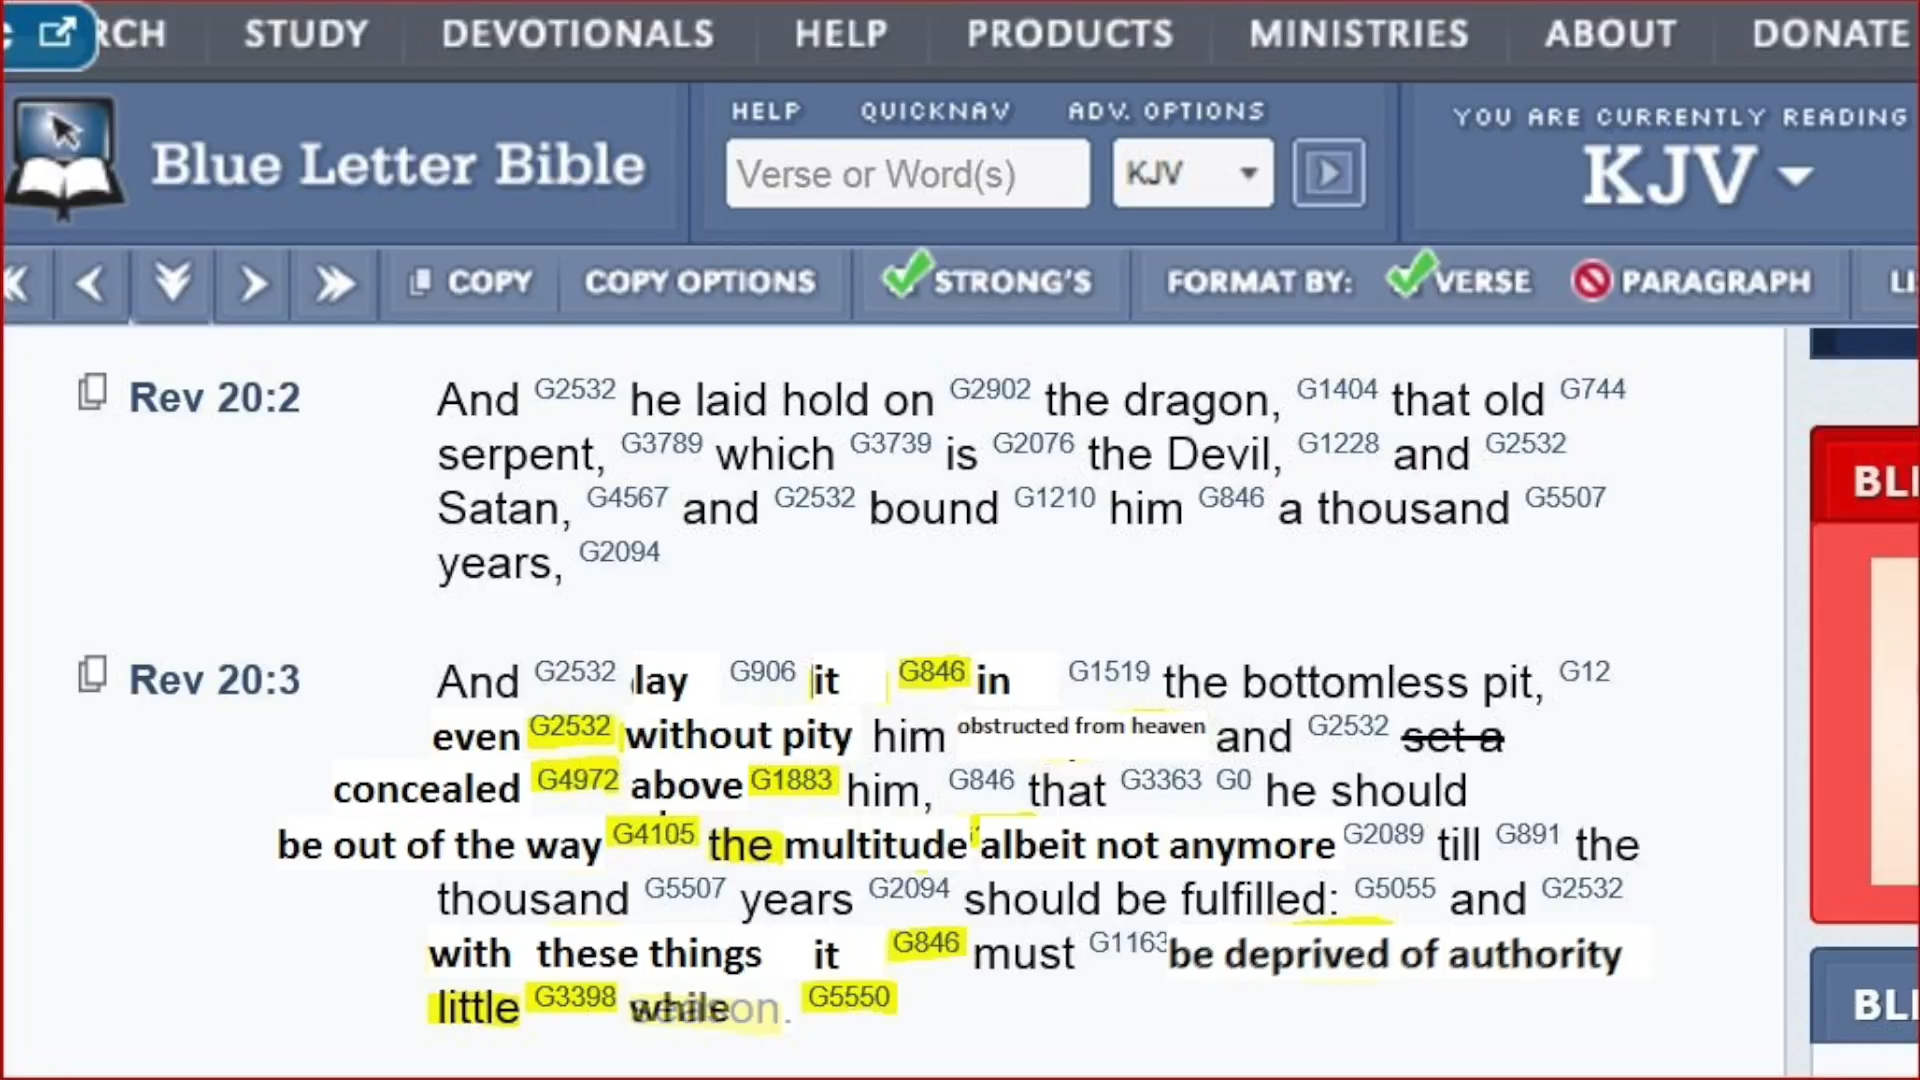 RCH STUDY DEVOTIONALS HELP PRODUCTS MINISTRIES ABOUT DONATE
HELP QUICKNAV ADV. OPTIONS
YOU ARE CURRENTLY READING
Blue Letter Bible
Verse or Word(s) KJV
KJV
COPY COPY OPTIONS STRONG'S FORMAT BY: VERSE PARAGRAPH
Rev 20:2 And G2532 he laid hold on G2902 the dragon, G1404 that old G744
serpent, G3789 which G3739 is G2076 the Devil, G1228 and G2532
Satan, G4567 and G2532 bound G1210 him G846 a thousand G5507
years, G2094
Rev 20:3 And G2532 lay G906 it G846 in G1519 the bottomless pit, G12
even G2532 without pity him obstructed from heaven and G2532 set a
concealed G4972 above G1883 him, G846 that G3363 G0 he should
be out of the way G4105 the multitude albeit not anymore G2089 till G891 the
thousand G5507 years G2094 should be fulfilled: G5055 and G2532
with these things it G846 must G1163 be deprived of authority
little G3398 while G5550
BL
BL